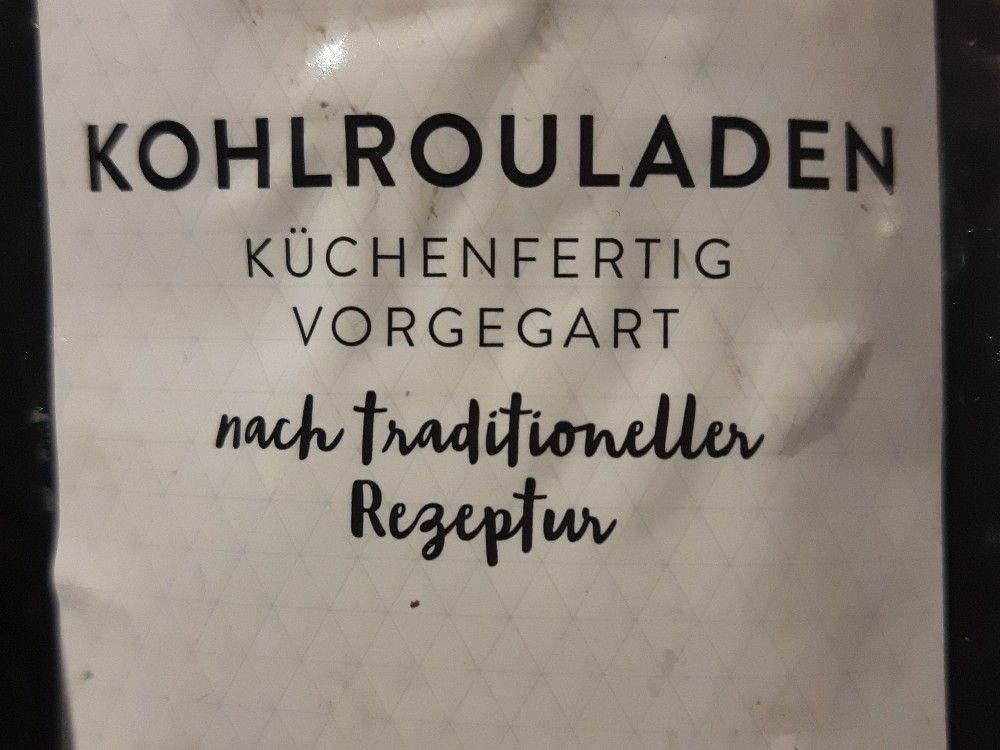 KOHLROULADEN
KÜCHENFERTIG
VORGEGART
nach traditioneller
Rezeptur